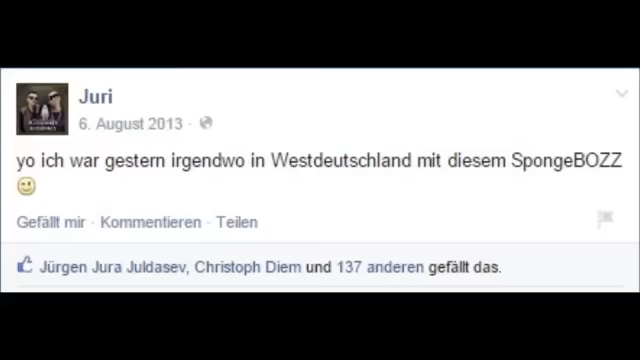 Juri
6. August 2013 ·
yo ich war gestern irgendwo in Westdeutschland mit diesem SpongeBOZZ
Gefällt mir · Kommentieren · Teilen
Jürgen Jura Juldasev, Christoph Diem und 137 anderen gefällt das.